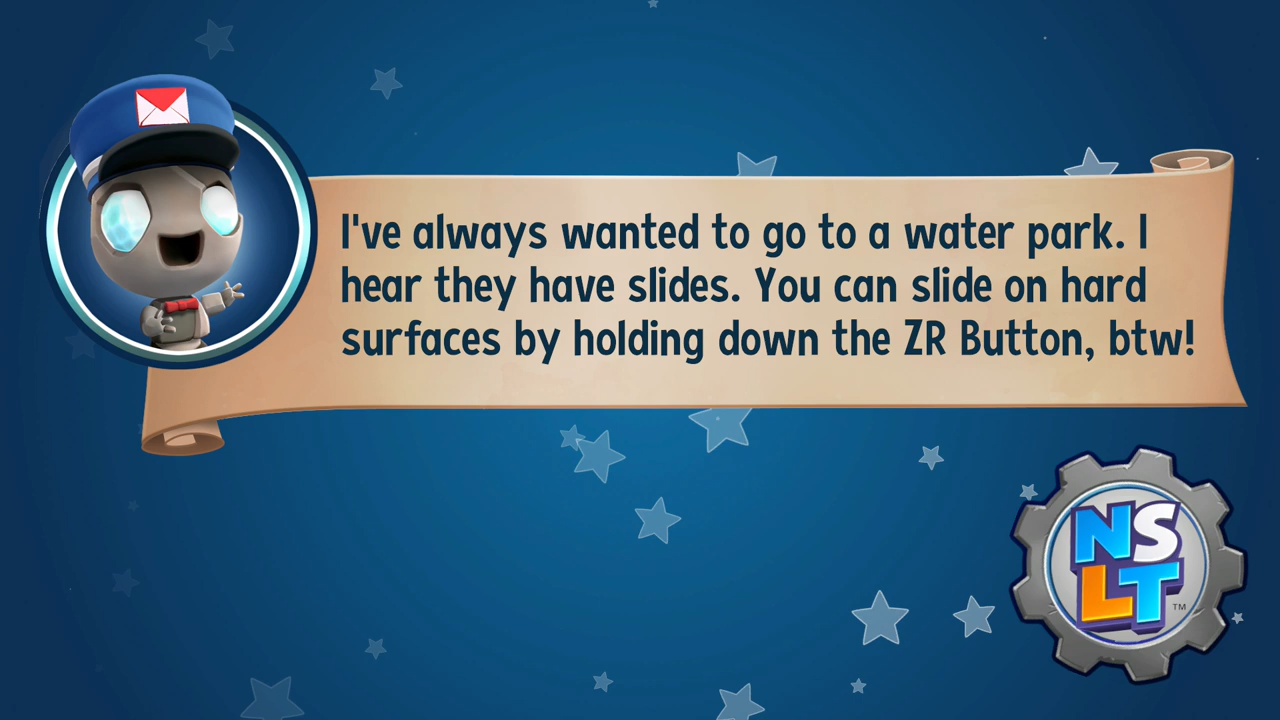 I've always wanted to go to a water park. I
hear they have slides. You can slide on hard
surfaces by holding down the ZR Button, btw!
NS
LT
TM